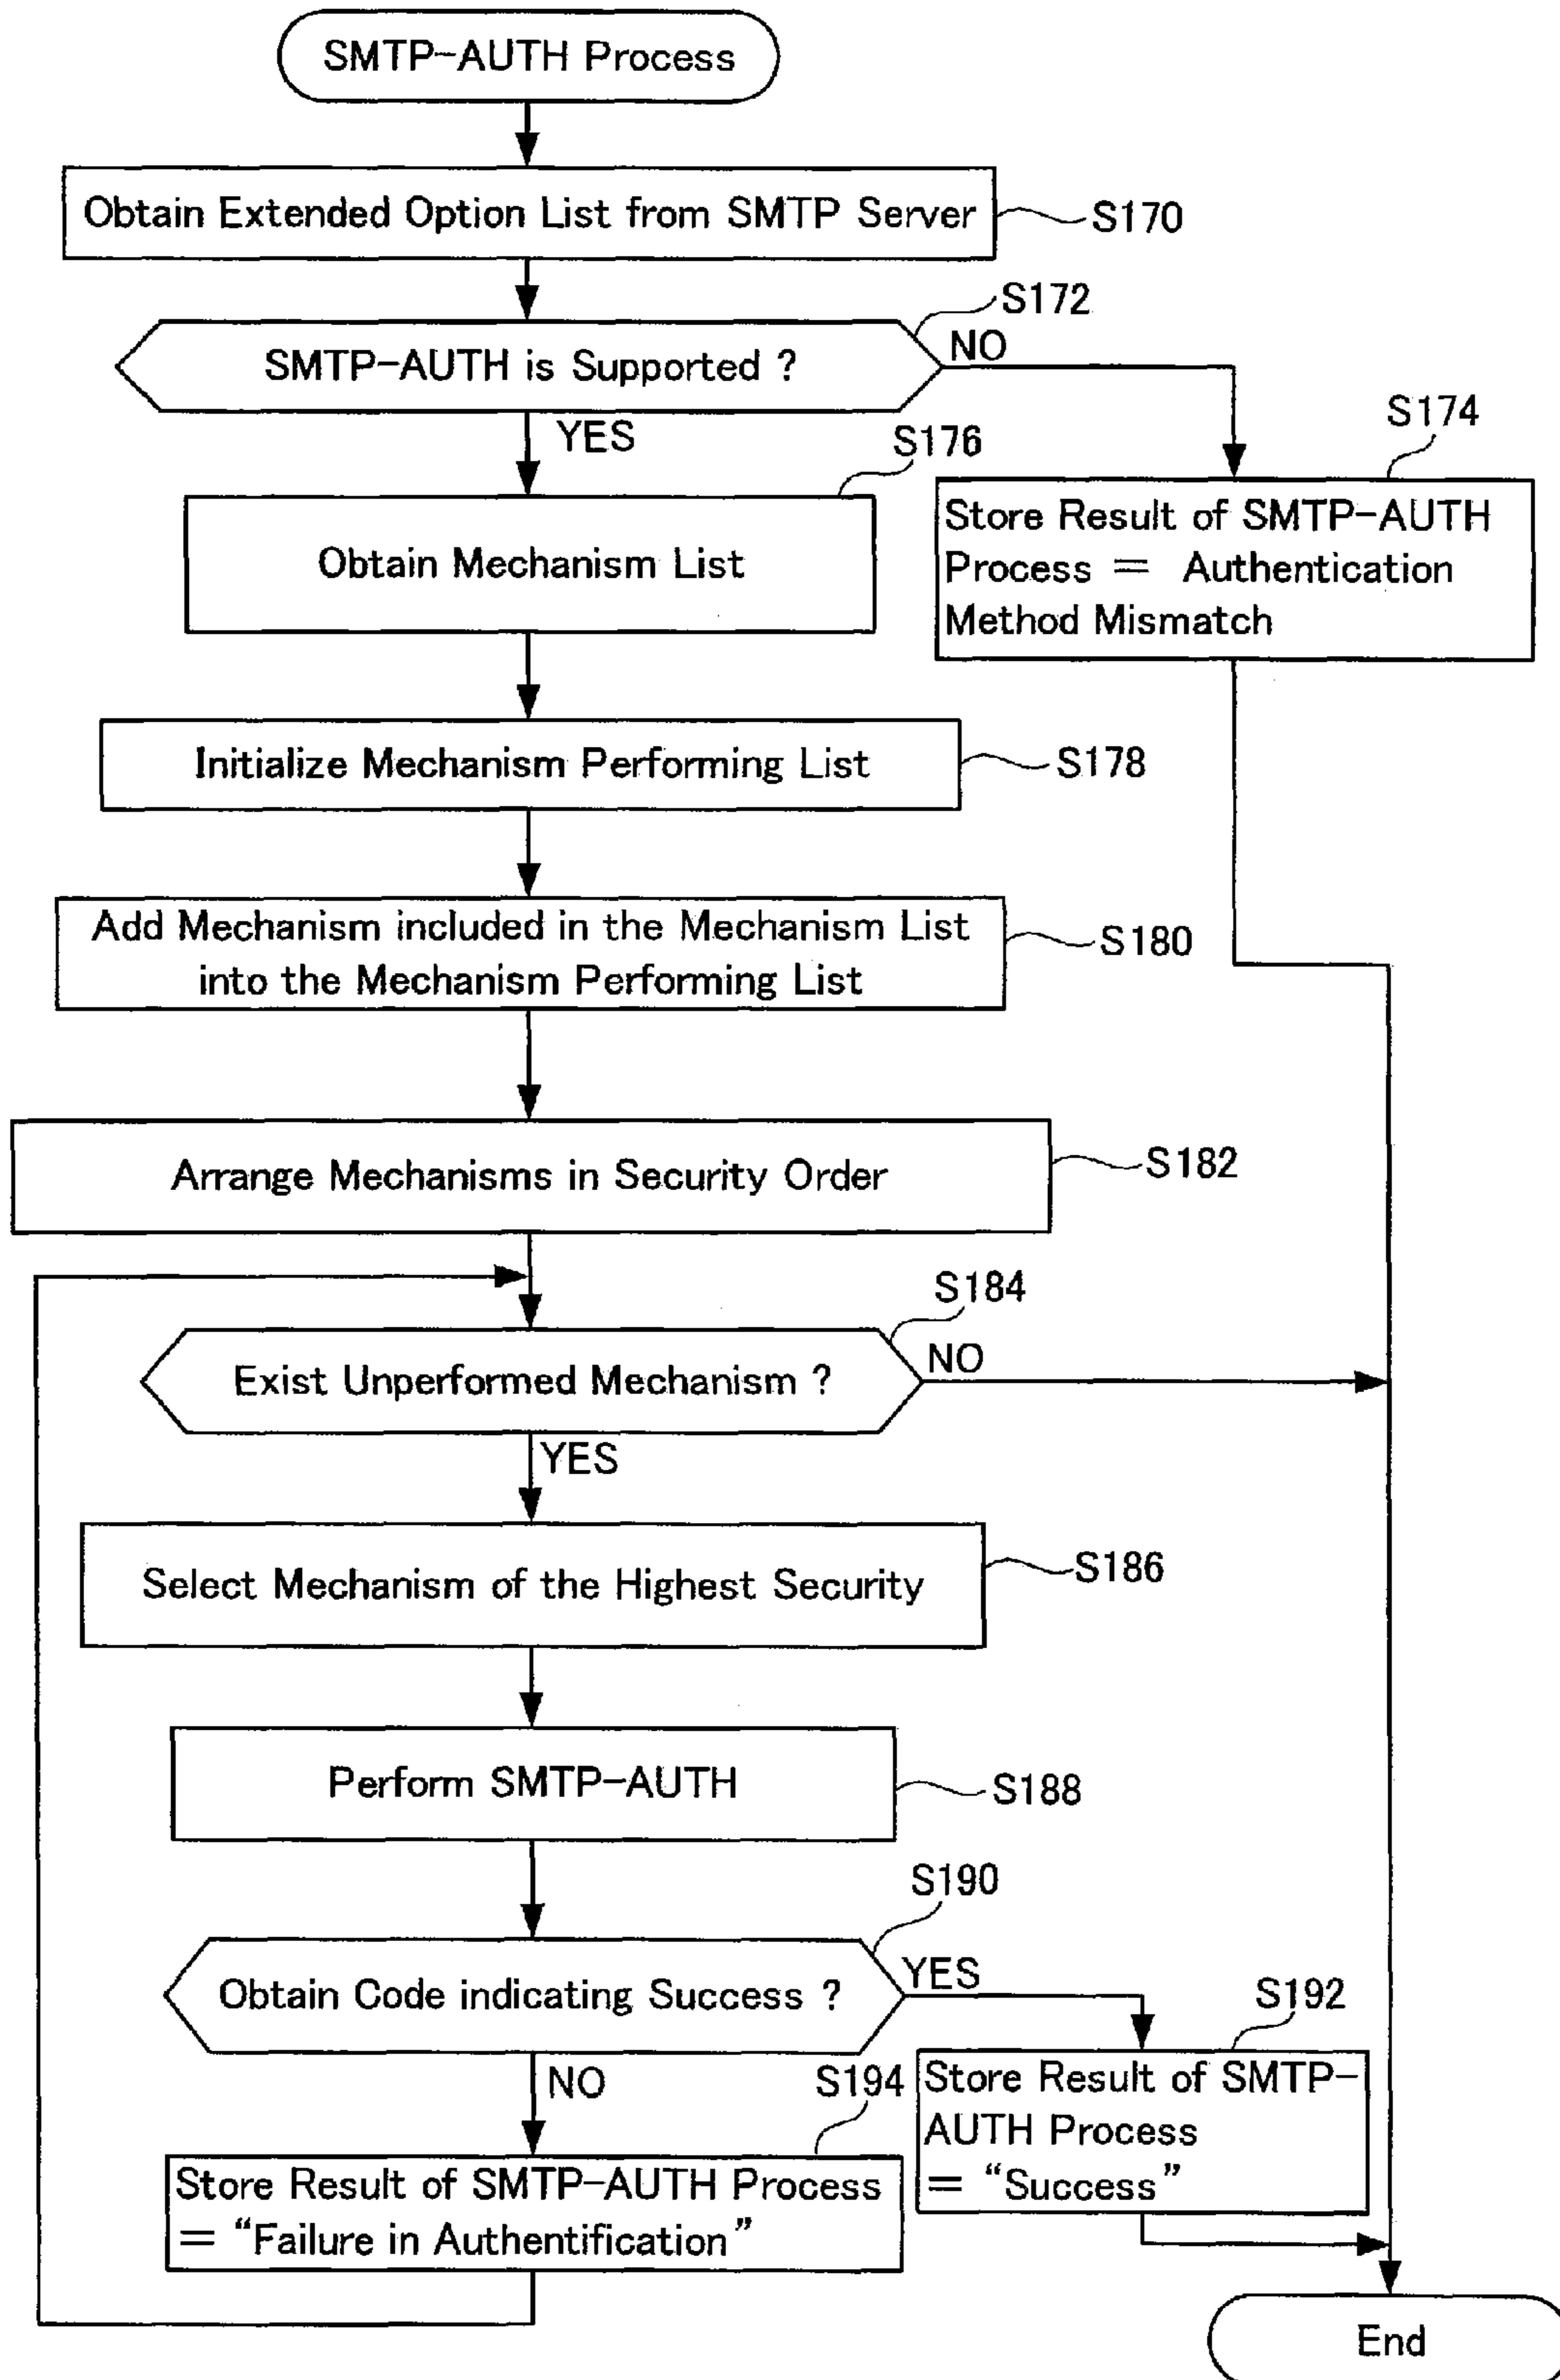 SMTP-AUTH Process
Obtain Extended Option List from SMTP Server
S170
S172
SMTP-AUTH is Supported ?
NO
YES
S174
Store Result of SMTP-AUTH
Process = Authentication
Method Mismatch
S176
Obtain Mechanism List
Initialize Mechanism Performing List
S178
Add Mechanism included in the Mechanism List
into the Mechanism Performing List
S180
Arrange Mechanisms in Security Order
S182
S184
Exist Unperformed Mechanism ?
NO
YES
Select Mechanism of the Highest Security
S186
Perform SMTP-AUTH
S188
S190
Obtain Code indicating Success ?
YES
NO
S192
Store Result of SMTP-
AUTH Process
= “Success”
S194
Store Result of SMTP-AUTH Process
= “Failure in Authentification”
End